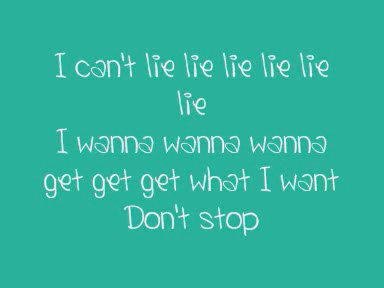 I can't lie lie lie lie lie
lie
I wanna wanna wanna
get get get what I want
Don't stop